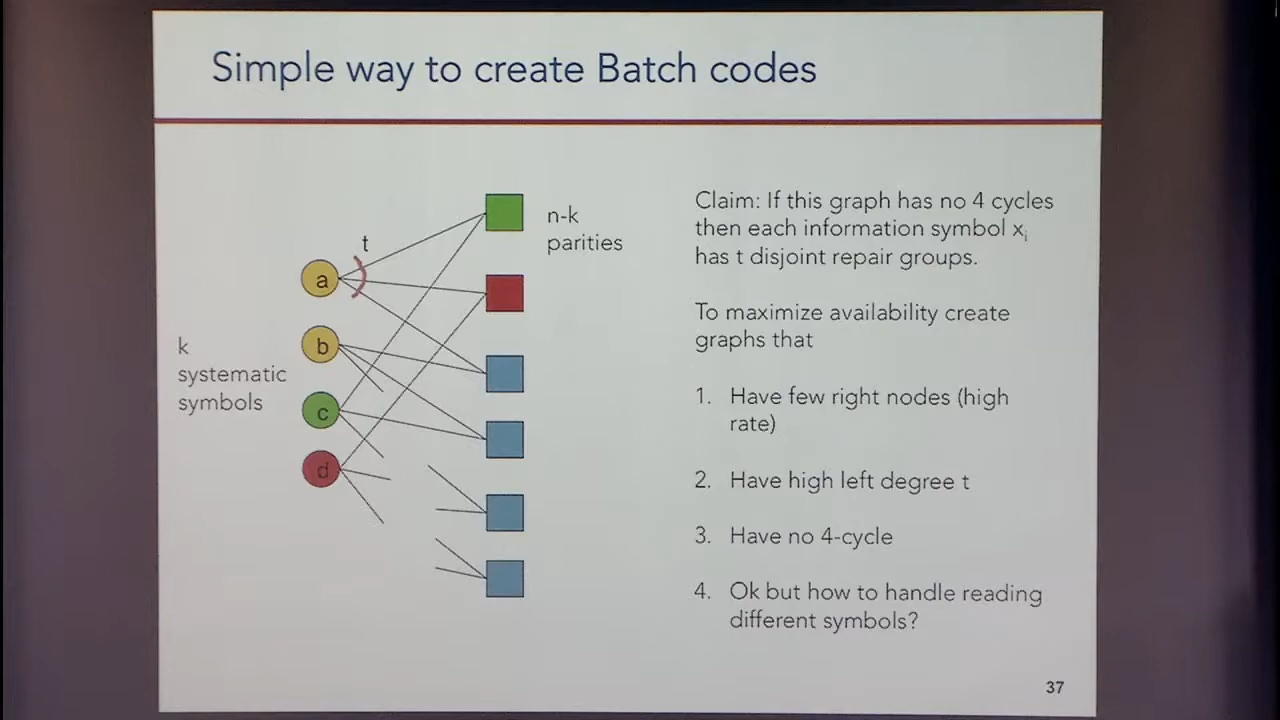 Simple way to create Batch codes
t
a
b
c
d
k
systematic
symbols
n-k
parities
Claim: If this graph has no 4 cycles
then each information symbol xᵢ
has t disjoint repair groups.
To maximize availability create
graphs that
1. Have few right nodes (high
rate)
2. Have high left degree t
3. Have no 4-cycle
4. Ok but how to handle reading
different symbols?
37